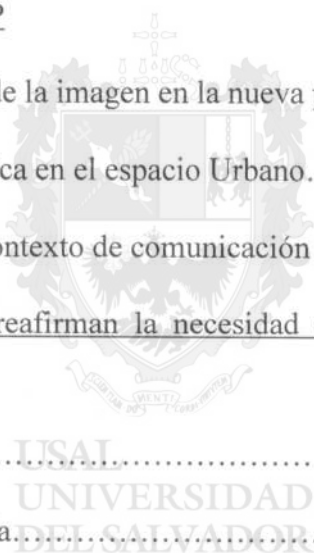 de la imagen en la nueva
ca en el espacio Urbano.
ontexto de comunicación
reafirman la necesidad
USAL
UNIVERSIDAD
a
DEL SALVADOR